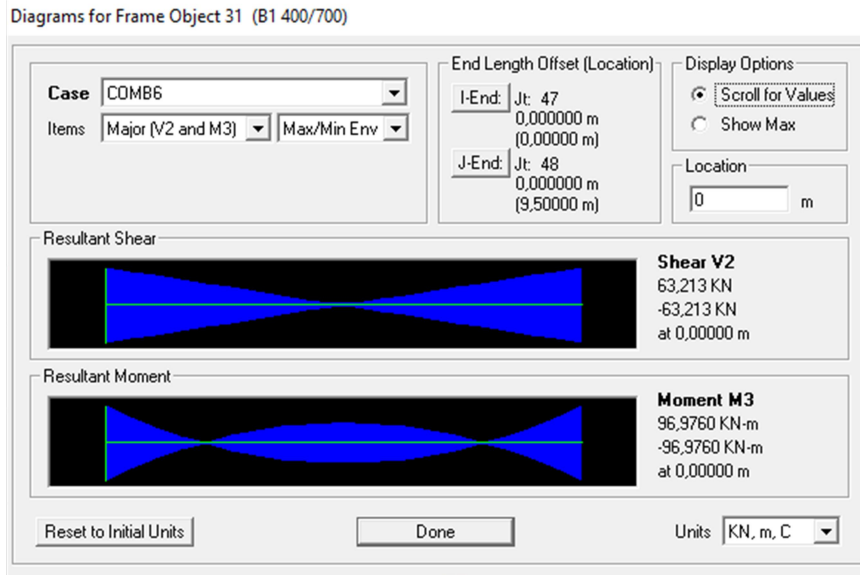 Diagrams for Frame Object 31 (B1 400/700)
Case COMB6
Items Major (V2 and M3) Max/Min Env
End Length Offset (Location)
I-End: Jt: 47
0,000000 m
(0,00000 m)
J-End: Jt: 48
0,000000 m
(9,50000 m)
Display Options
Scroll for Values
Show Max
Location
0 m
Resultant Shear
Shear V2
63,213 KN
-63,213 KN
at 0,00000 m
Resultant Moment
Moment M3
96,9760 KN-m
-96,9760 KN-m
at 0,00000 m
Reset to Initial Units
Done
Units KN, m, C